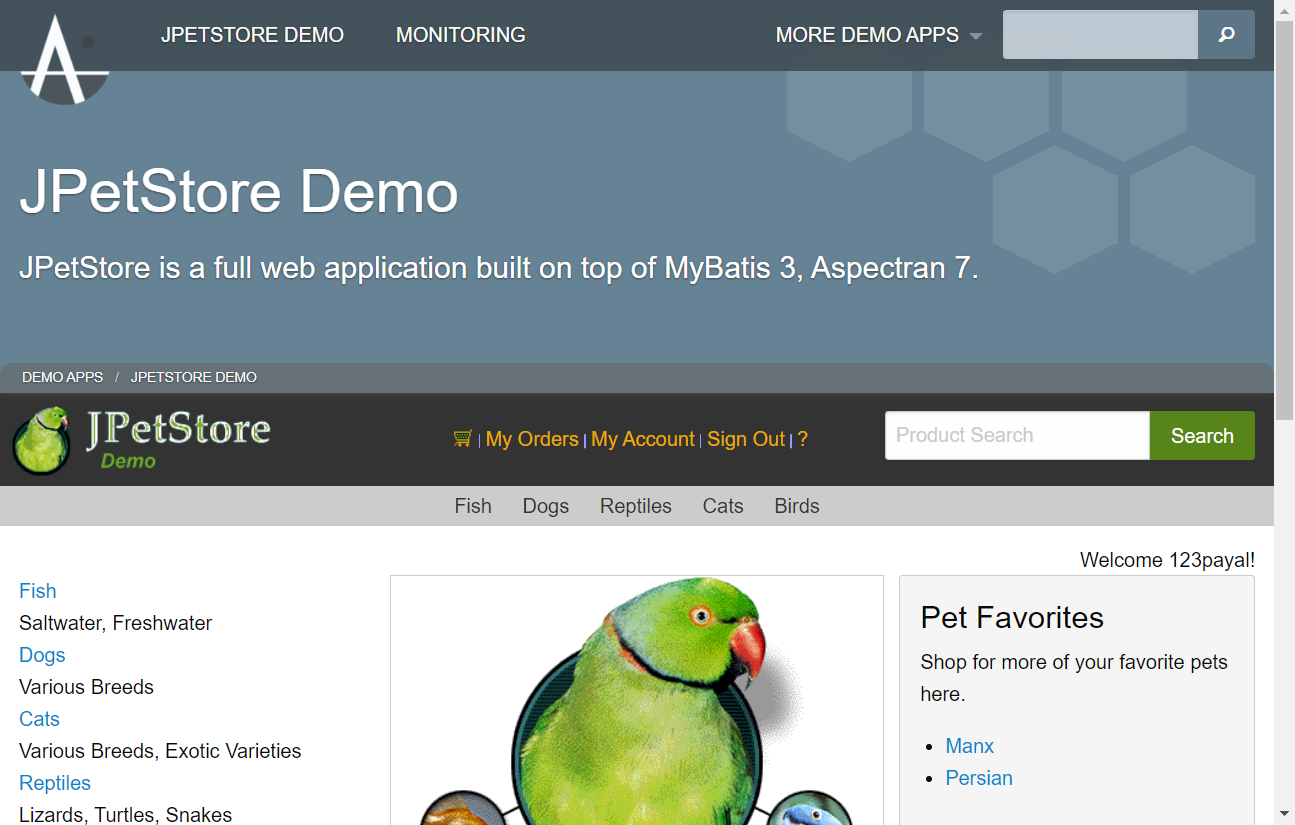 JPETSTORE DEMO MONITORING MORE DEMO APPS
JPetStore Demo
JPetStore is a full web application built on top of MyBatis 3, Aspectran 7.
DEMO APPS / JPETSTORE DEMO
JPetStore
Demo
| My Orders | My Account | Sign Out | ?
Product Search Search
Fish Dogs Reptiles Cats Birds
Welcome 123payal!
Fish
Saltwater, Freshwater
Dogs
Various Breeds
Cats
Various Breeds, Exotic Varieties
Reptiles
Lizards, Turtles, Snakes
Pet Favorites
Shop for more of your favorite pets
here.
• Manx
• Persian